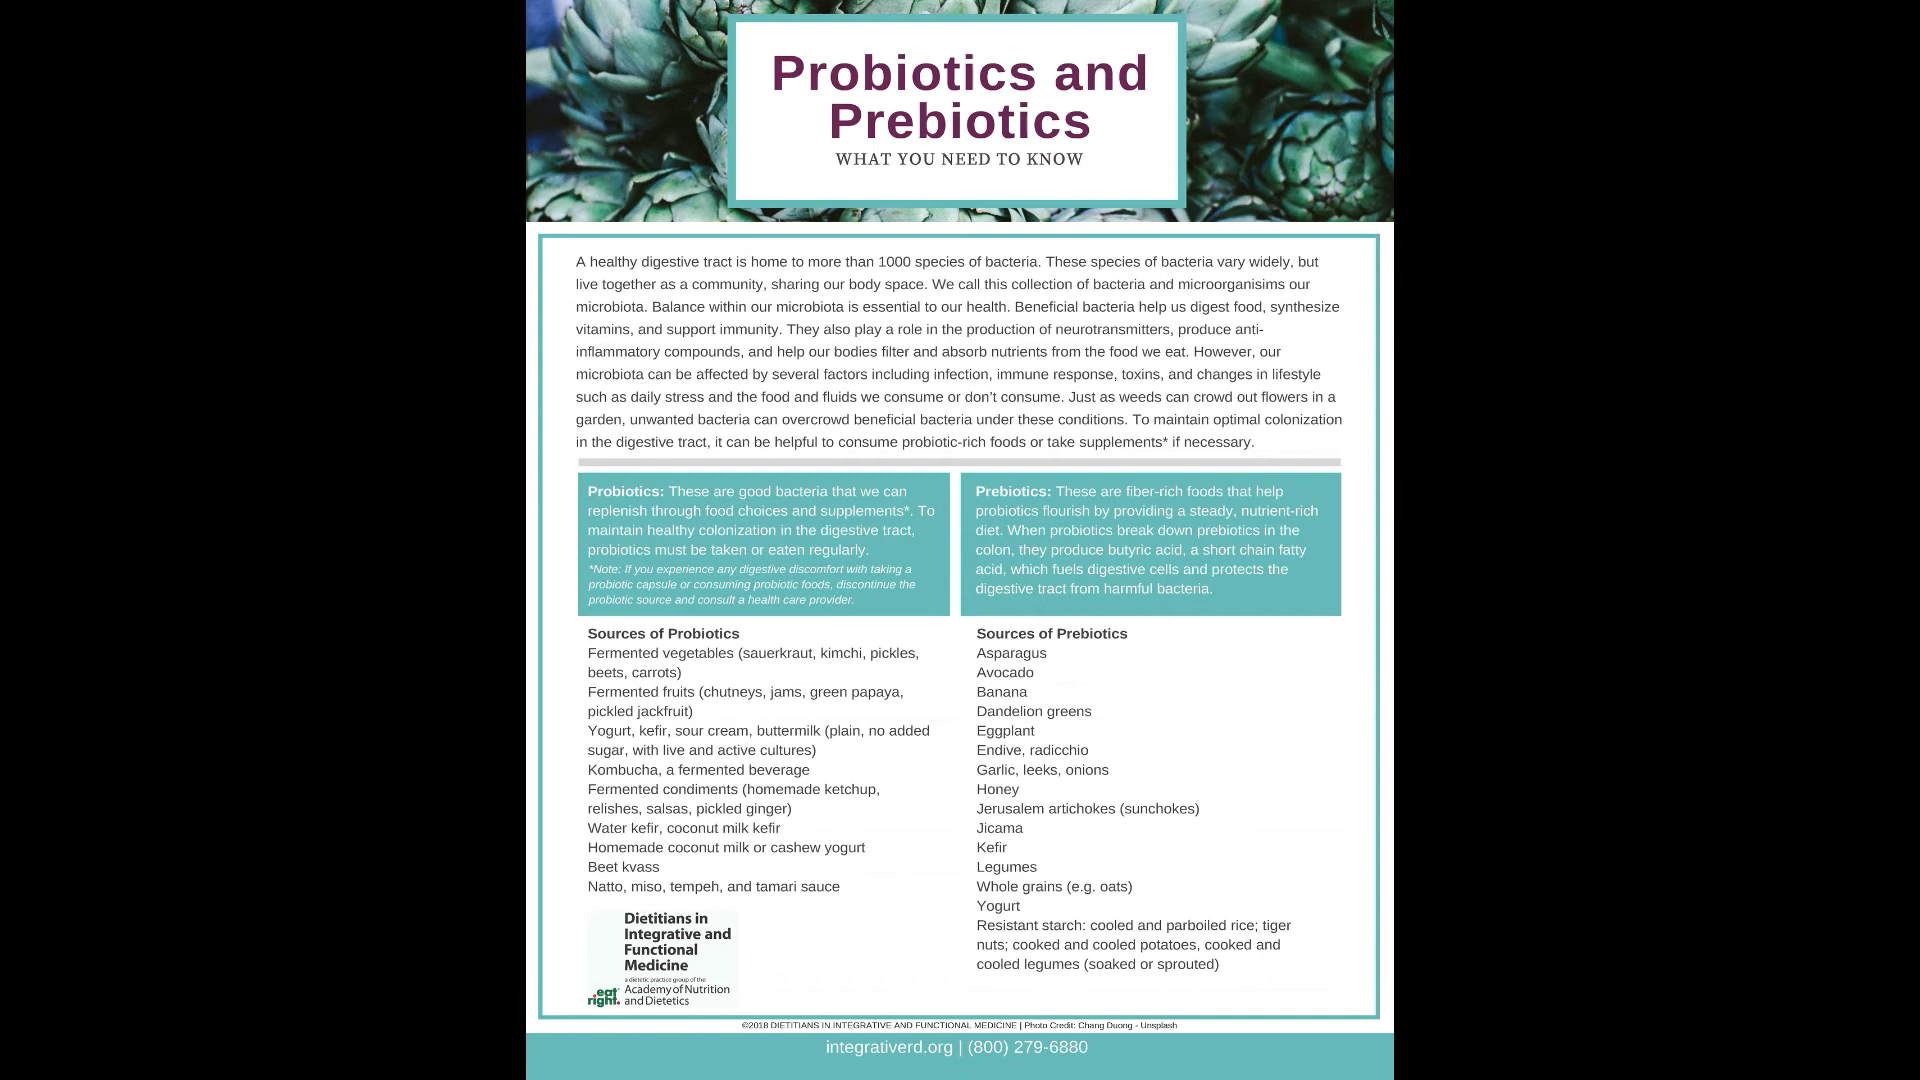 Probiotics and
Prebiotics
WHAT YOU NEED TO KNOW
A healthy digestive tract is home to more than 1000 species of bacteria. These species of bacteria vary widely, but
live together as a community, sharing our body space. We call this collection of bacteria and microorganisims our
microbiota. Balance within our microbiota is essential to our health. Beneficial bacteria help us digest food, synthesize
vitamins, and support immunity. They also play a role in the production of neurotransmitters, produce anti-
inflammatory compounds, and help our bodies filter and absorb nutrients from the food we eat. However, our
microbiota can be affected by several factors including infection, immune response, toxins, and changes in lifestyle
such as daily stress and the food and fluids we consume or don’t consume. Just as weeds can crowd out flowers in a
garden, unwanted bacteria can overcrowd beneficial bacteria under these conditions. To maintain optimal colonization
in the digestive tract, it can be helpful to consume probiotic-rich foods or take supplements* if necessary.
Probiotics: These are good bacteria that we can
replenish through food choices and supplements*. To
maintain healthy colonization in the digestive tract,
probiotics must be taken or eaten regularly.
*Note: If you experience any digestive discomfort with taking a
probiotic capsule or consuming probiotic foods, discontinue the
probiotic source and consult a health care provider.
Prebiotics: These are fiber-rich foods that help
probiotics flourish by providing a steady, nutrient-rich
diet. When probiotics break down prebiotics in the
colon, they produce butyric acid, a short chain fatty
acid, which fuels digestive cells and protects the
digestive tract from harmful bacteria.
Sources of Probiotics
Fermented vegetables (sauerkraut, kimchi, pickles,
beets, carrots)
Fermented fruits (chutneys, jams, green papaya,
pickled jackfruit)
Yogurt, kefir, sour cream, buttermilk (plain, no added
sugar, with live and active cultures)
Kombucha, a fermented beverage
Fermented condiments (homemade ketchup,
relishes, salsas, pickled ginger)
Water kefir, coconut milk kefir
Homemade coconut milk or cashew yogurt
Beet kvass
Natto, miso, tempeh, and tamari sauce
Sources of Prebiotics
Asparagus
Avocado
Banana
Dandelion greens
Eggplant
Endive, radicchio
Garlic, leeks, onions
Honey
Jerusalem artichokes (sunchokes)
Jicama
Kefir
Legumes
Whole grains (e.g. oats)
Yogurt
Resistant starch: cooled and parboiled rice; tiger
nuts; cooked and cooled potatoes, cooked and
cooled legumes (soaked or sprouted)
Dietitians in
Integrative and
Functional
Medicine
a dietetic practice group of the
eat right. Academy of Nutrition
and Dietetics
©2018 DIETITIANS IN INTEGRATIVE AND FUNCTIONAL MEDICINE | Photo Credit: Chang Duong - Unsplash
integrativerd.org | (800) 279-6880